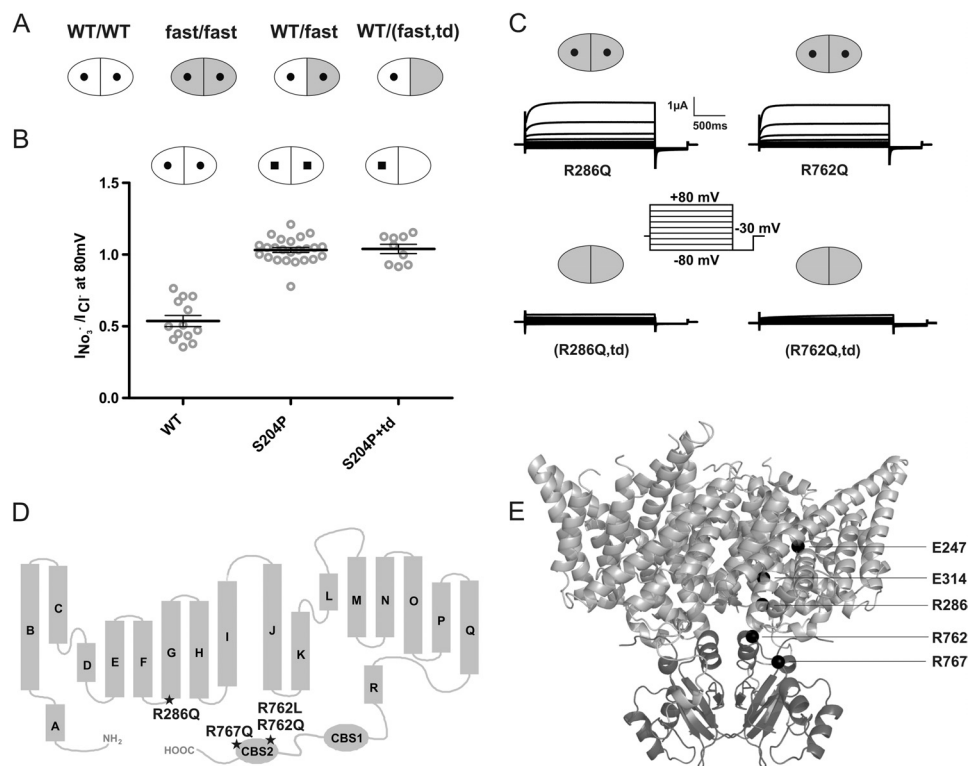 A
WT/WT fast/fast WT/fast WT/(fast,td)
B
I NO3- /I Cl- at 80mV
1.5
1.0
0.5
0.0
WT
S204P
S204P+td
C
1µA
500ms
R286Q
R762Q
+80 mV
-30 mV
-80 mV
(R286Q,td)
(R762Q,td)
D
B
C
D
E
F
G
H
I
J
K
L
M
N
O
P
Q
A
R
NH2
R286Q
R762L
R762Q
R767Q
HOOC
CBS2
CBS1
E
E247
E314
R286
R762
R767